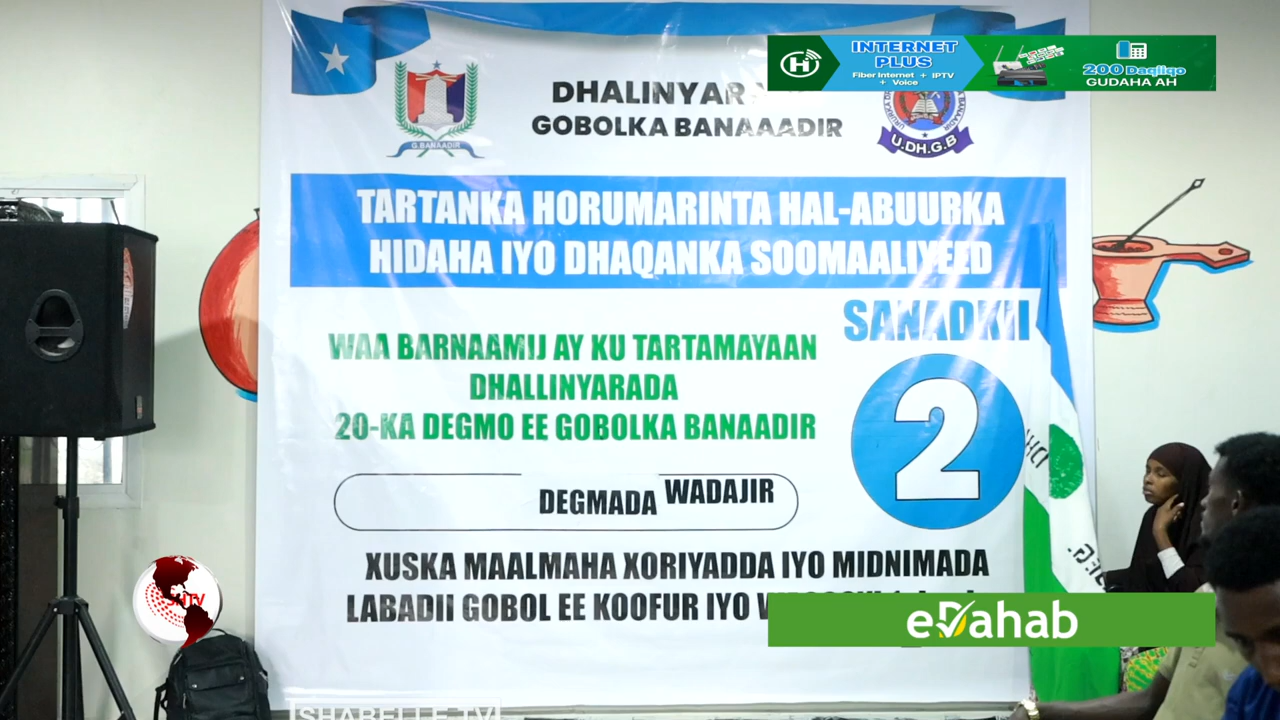 INTERNET PLUS
Fiber Internet + IPTV
+ Voice
200 Daqiiqo
GUDAHA AH
DHALINYAR
GOBOLKA BANAAADIR
G.BANAADIR
U.DH.G.B
TARTANKA HORUMARINTA HAL-ABUURKA
HIDAHA IYO DHAQANKA SOOMAALIYEED
SANADKII
2
WAA BARNAAMIJ AY KU TARTAMAYAAN
DHALLINYARADA
20-KA DEGMO EE GOBOLKA BANAADIR
DEGMADA WADAJIR
XUSKA MAALMAHA XORIYADDA IYO MIDNIMADA
LABADII GOBOL EE KOOFUR IYO
eDahab
SHTV
SHABELLE TV